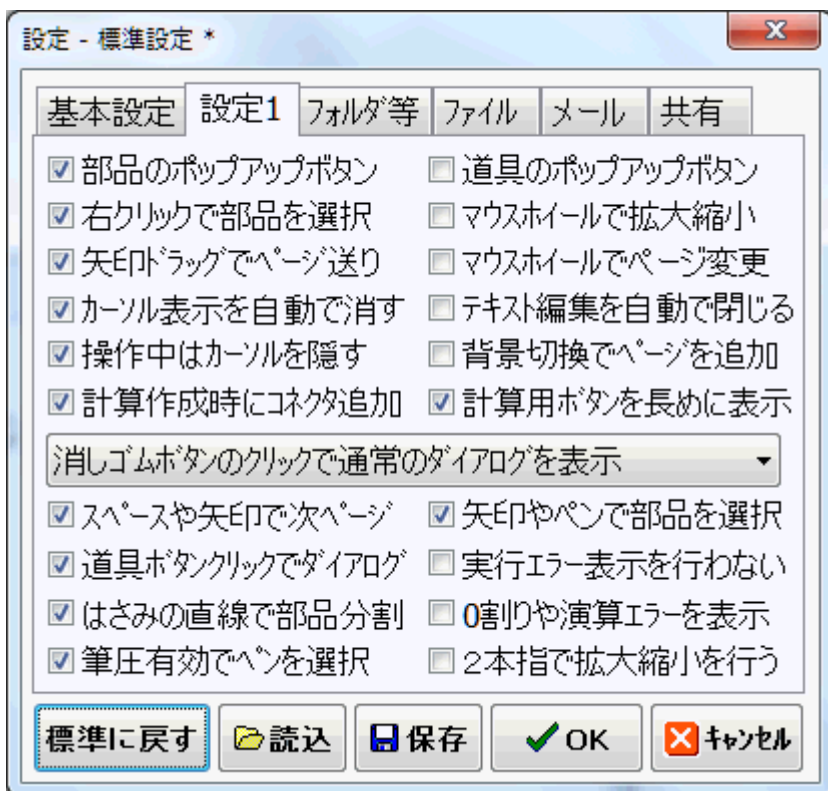 設定 - 標準設定 *
基本設定 設定1 フォルダ等 ファイル メール 共有
部品のポップアップボタン 道具のポップアップボタン
右クリックで部品を選択 マウスホイールで拡大縮小
矢印ドラッグでページ送り マウスホイールでページ変更
カーソル表示を自動で消す テキスト編集を自動で閉じる
操作中はカーソルを隠す 背景切換でページを追加
計算作成時にコネクタ追加 計算用ボタンを長めに表示
消しゴムボタンのクリックで通常のダイアログを表示
スペースや矢印で次ページ 矢印やペンで部品を選択
道具ボタンクリックでダイアログ 実行エラー表示を行わない
はさみの直線で部品分割 0割りや演算エラーを表示
筆圧有効でペンを選択 2本指で拡大縮小を行う
標準に戻す 読込 保存 OK キャンセル